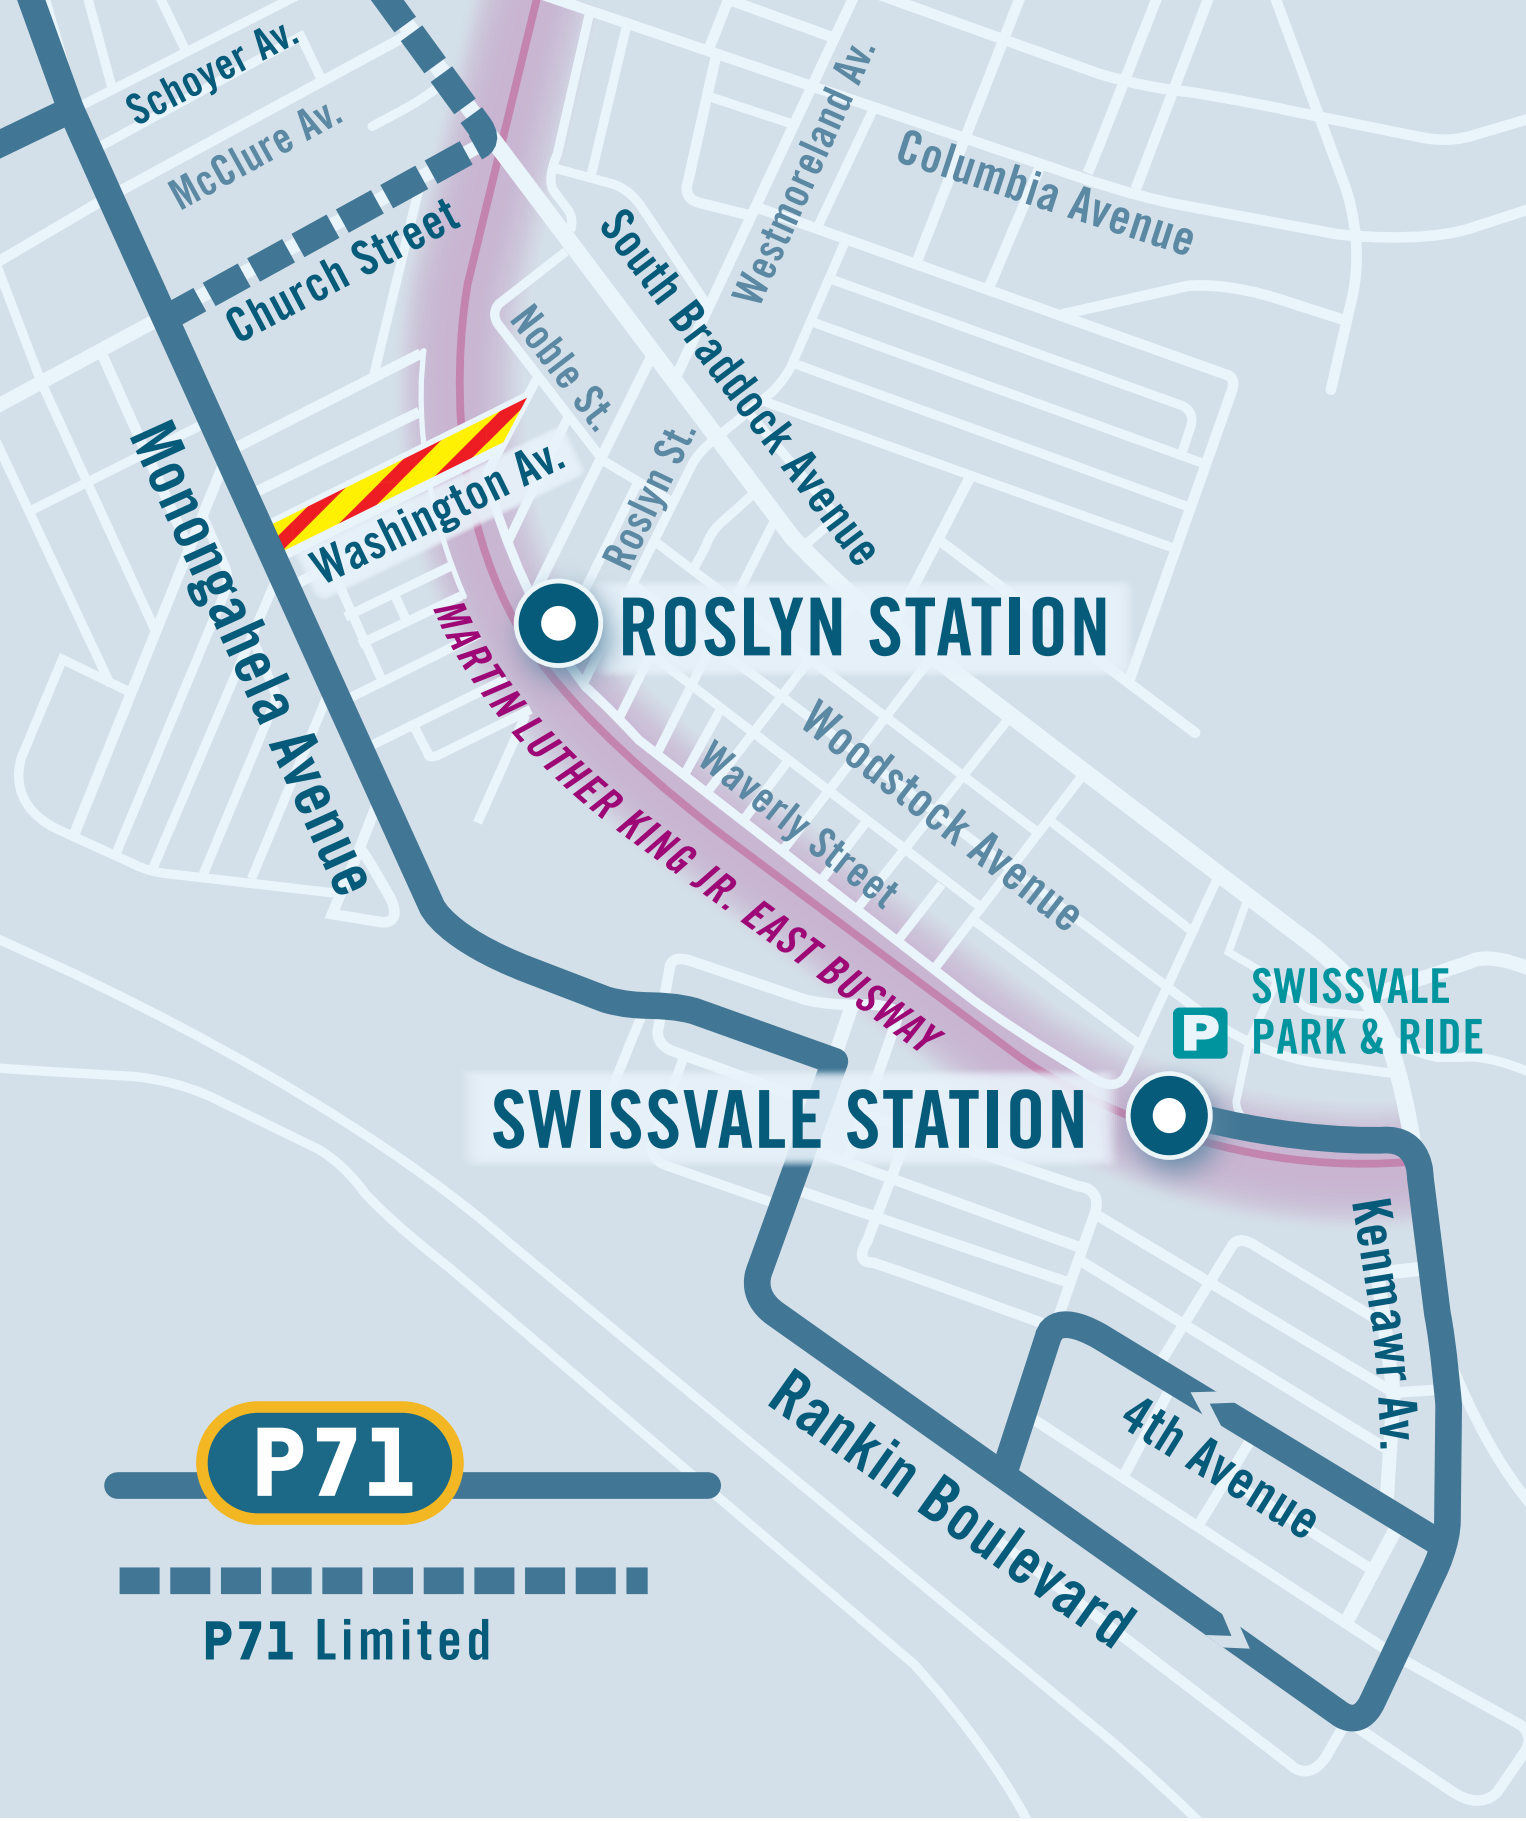 Schoyer Av.
McClure Av.
Church Street
Westmoreland Av.
Columbia Avenue
South Braddock Avenue
Noble St.
Roslyn St.
Monongahela Avenue
Washington Av.
ROSLYN STATION
MARTIN LUTHER KING JR. EAST BUSWAY
Woodstock Avenue
Waverly Street
P
SWISSVALE
PARK & RIDE
SWISSVALE STATION
Kenmawr Av.
4th Avenue
Rankin Boulevard
P71
P71 Limited